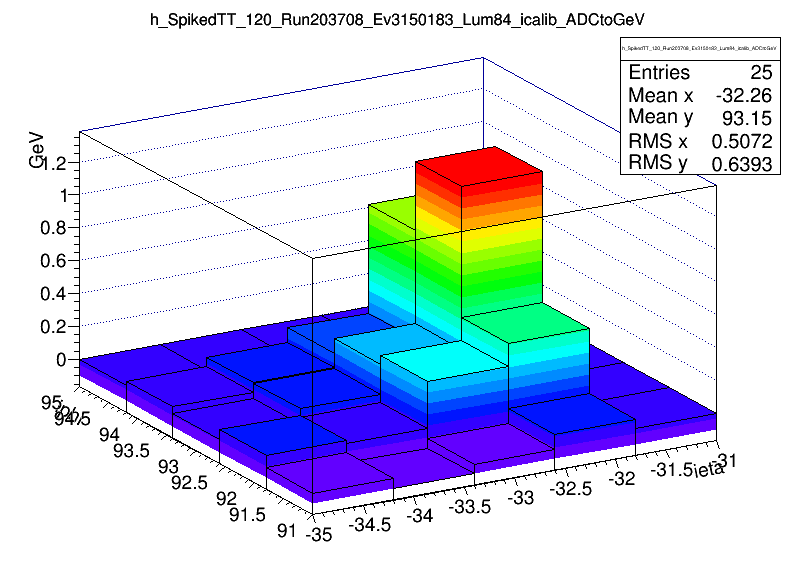 h_SpikedTT_120_Run203708_Ev3150183_Lum84_icalib_ADCtoGeV
h_SpikedTT_120_Run203708_Ev3150183_Lum84_icalib_ADCtoGeV
Entries 25
Mean x -32.26
Mean y 93.15
RMS x 0.5072
RMS y 0.6393
GeV
1.2
1
0.8
0.6
0.4
0.2
0
95
94.5
94
93.5
93
92.5
92
91.5
91
-35
-34.5
-34
-33.5
-33
-32.5
-32
-31.5
-31
ieta